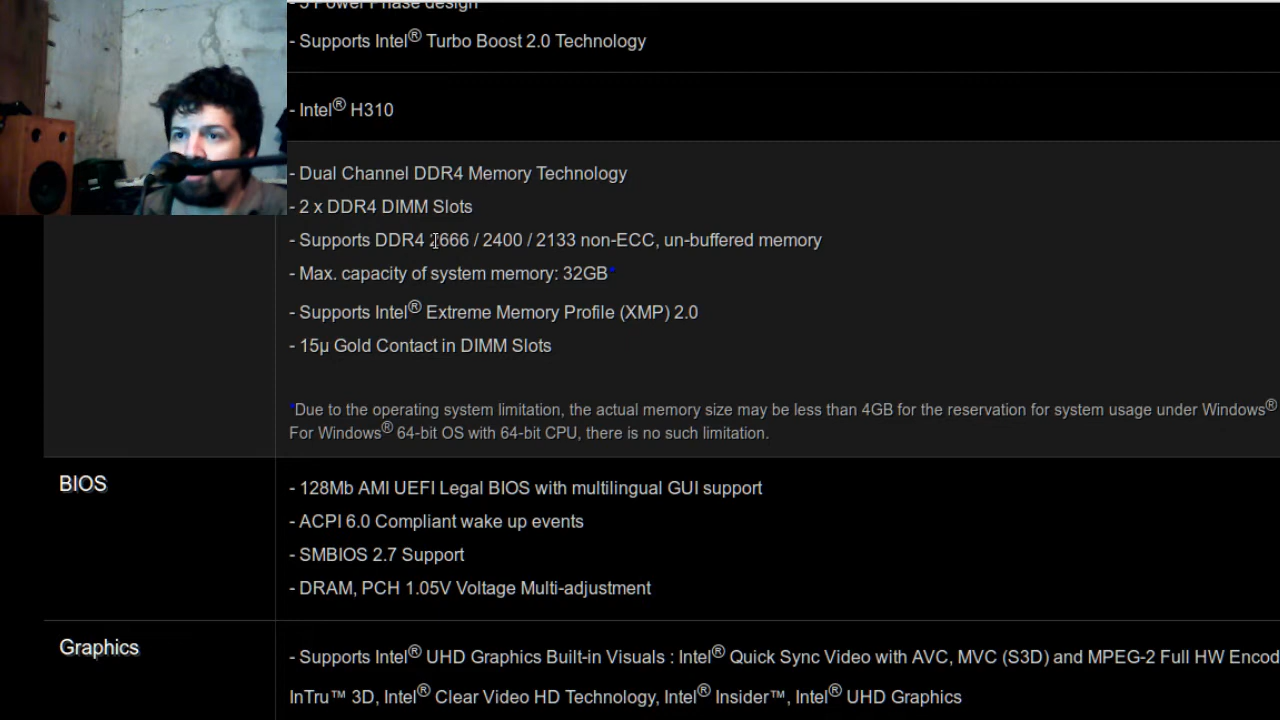 - 5 Power Phase design
- Supports Intel® Turbo Boost 2.0 Technology
- Intel® H310
- Dual Channel DDR4 Memory Technology
- 2 x DDR4 DIMM Slots
- Supports DDR4 2666 / 2400 / 2133 non-ECC, un-buffered memory
- Max. capacity of system memory: 32GB*
- Supports Intel® Extreme Memory Profile (XMP) 2.0
- 15μ Gold Contact in DIMM Slots
*Due to the operating system limitation, the actual memory size may be less than 4GB for the reservation for system usage under Windows®
For Windows® 64-bit OS with 64-bit CPU, there is no such limitation.
BIOS
- 128Mb AMI UEFI Legal BIOS with multilingual GUI support
- ACPI 6.0 Compliant wake up events
- SMBIOS 2.7 Support
- DRAM, PCH 1.05V Voltage Multi-adjustment
Graphics
- Supports Intel® UHD Graphics Built-in Visuals : Intel® Quick Sync Video with AVC, MVC (S3D) and MPEG-2 Full HW Encod
InTru™ 3D, Intel® Clear Video HD Technology, Intel® Insider™, Intel® UHD Graphics